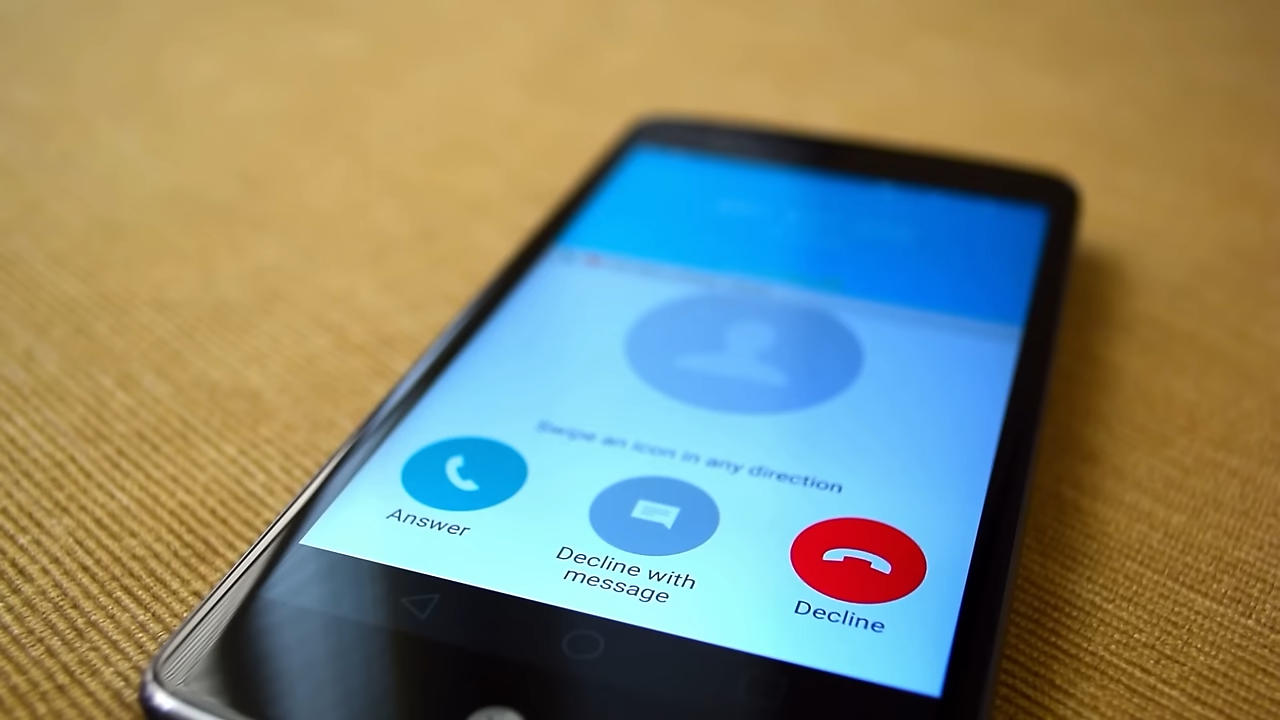 Swipe an icon in any direction
Answer
Decline with
message
Decline